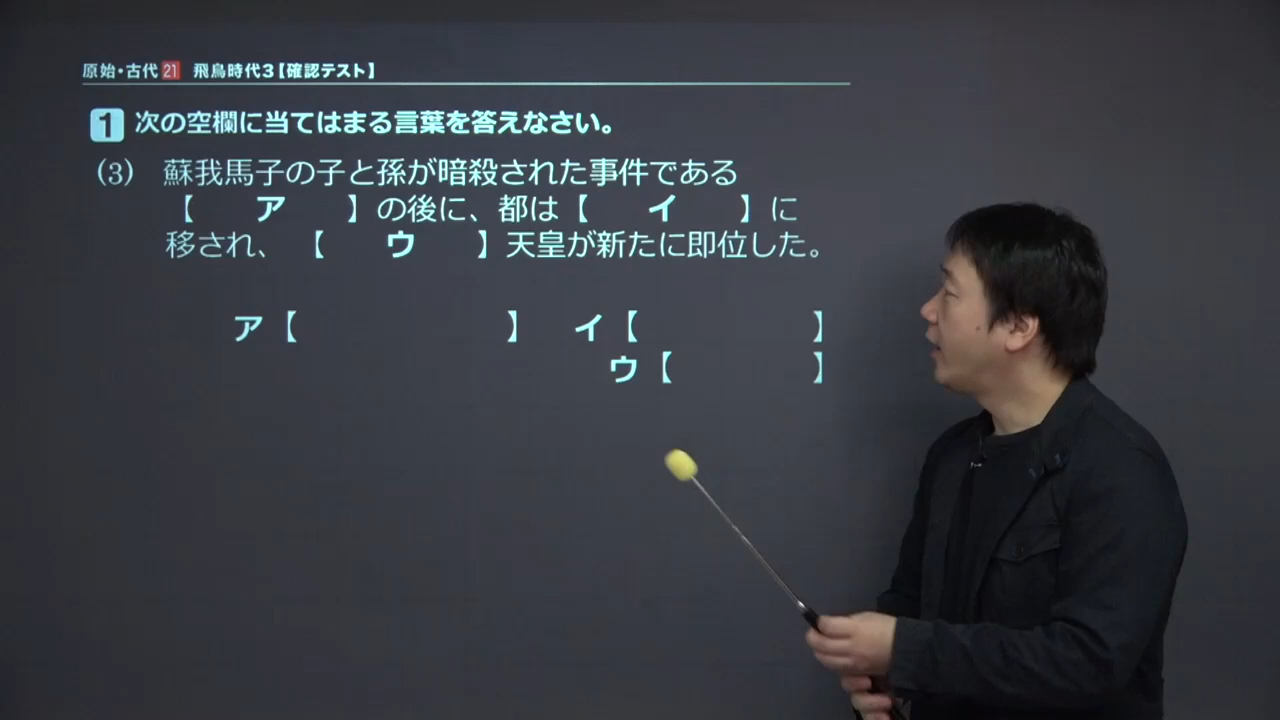 原始・古代21 飛鳥時代3【確認テスト】
1 次の空欄に当てはまる言葉を答えなさい。
(3) 蘇我馬子の子と孫が暗殺された事件である
【 ア 】の後に、都は【 イ 】に
移され、【 ウ 】天皇が新たに即位した。
ア【 】 イ【 】
ウ【 】